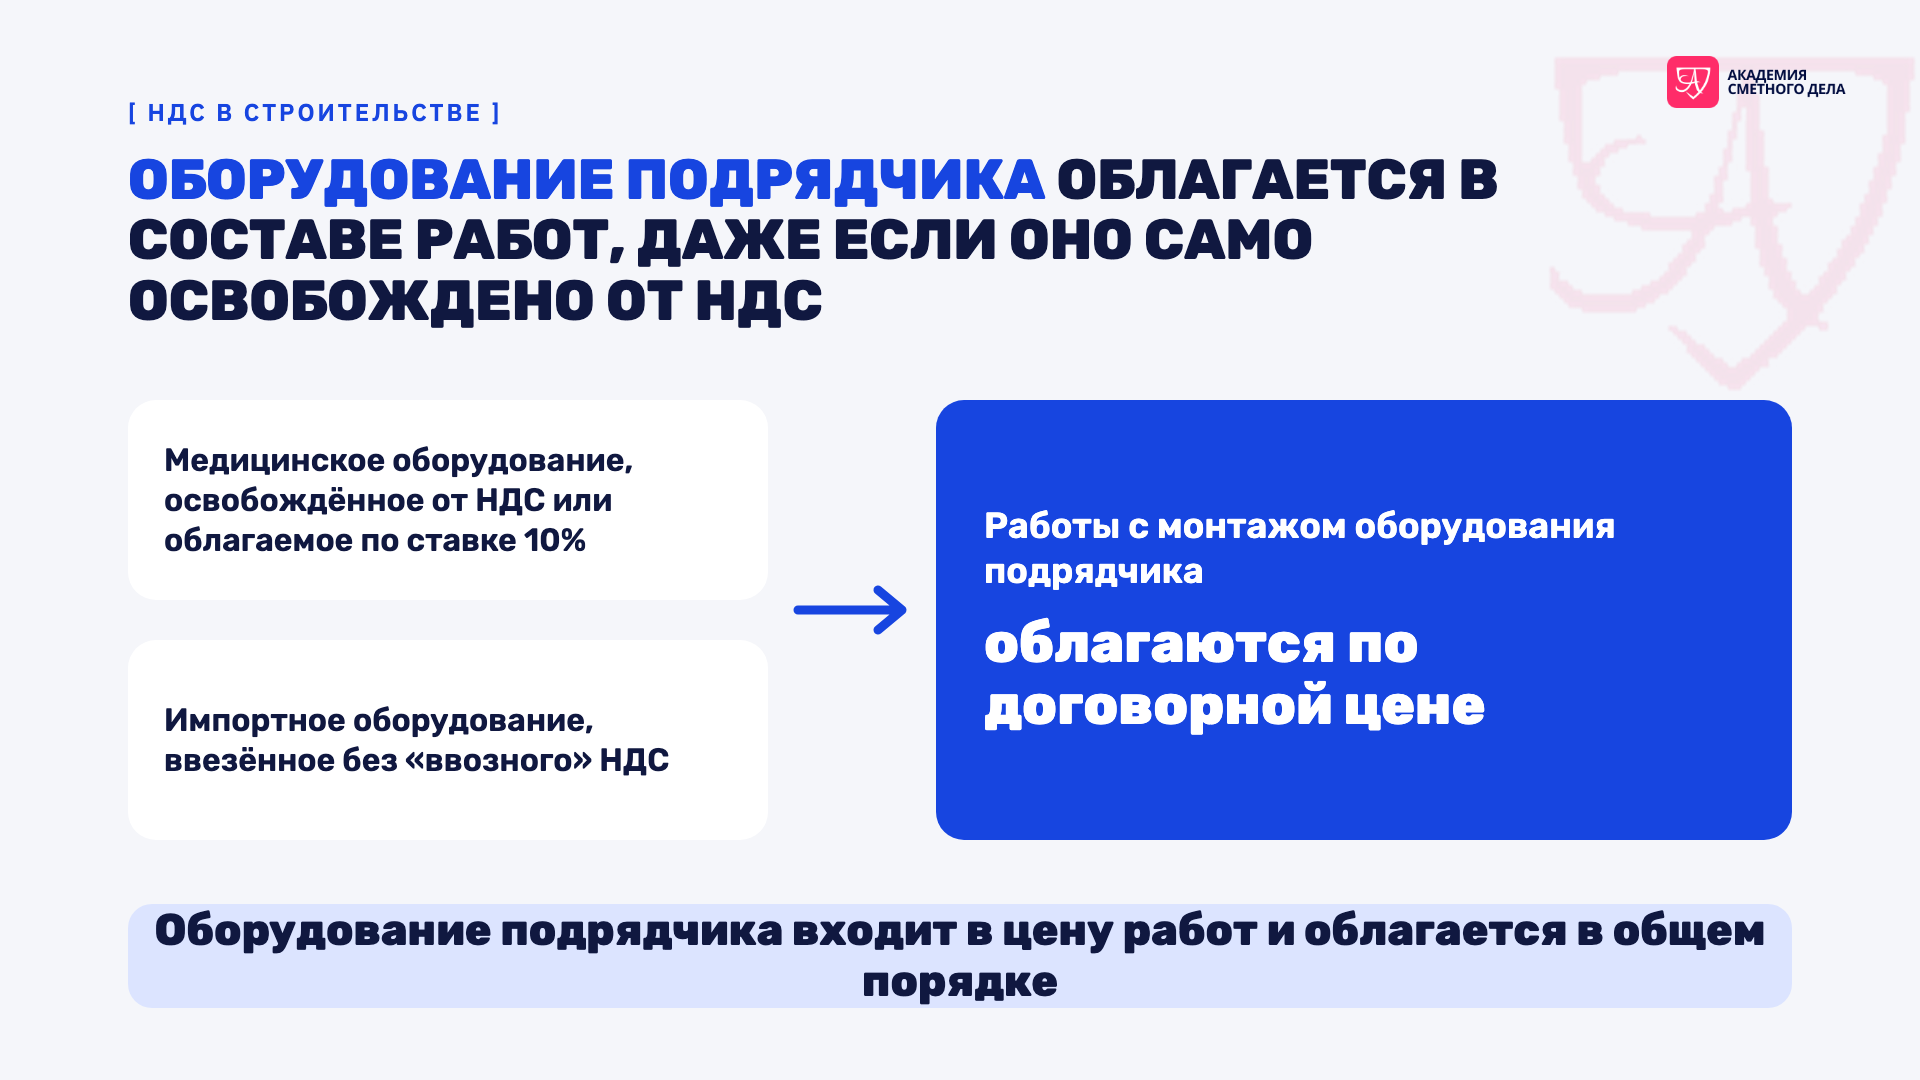 АКАДЕМИЯ
СМЕТНОГО ДЕЛА
[ НДС В СТРОИТЕЛЬСТВЕ ]
ОБОРУДОВАНИЕ ПОДРЯДЧИКА ОБЛАГАЕТСЯ В
СОСТАВЕ РАБОТ, ДАЖЕ ЕСЛИ ОНО САМО
ОСВОБОЖДЕНО ОТ НДС
Медицинское оборудование,
освобождённое от НДС или
облагаемое по ставке 10%
Импортное оборудование,
ввезённое без «ввозного» НДС
Работы с монтажом оборудования
подрядчика
облагаются по
договорной цене
Оборудование подрядчика входит в цену работ и облагается в общем
порядке